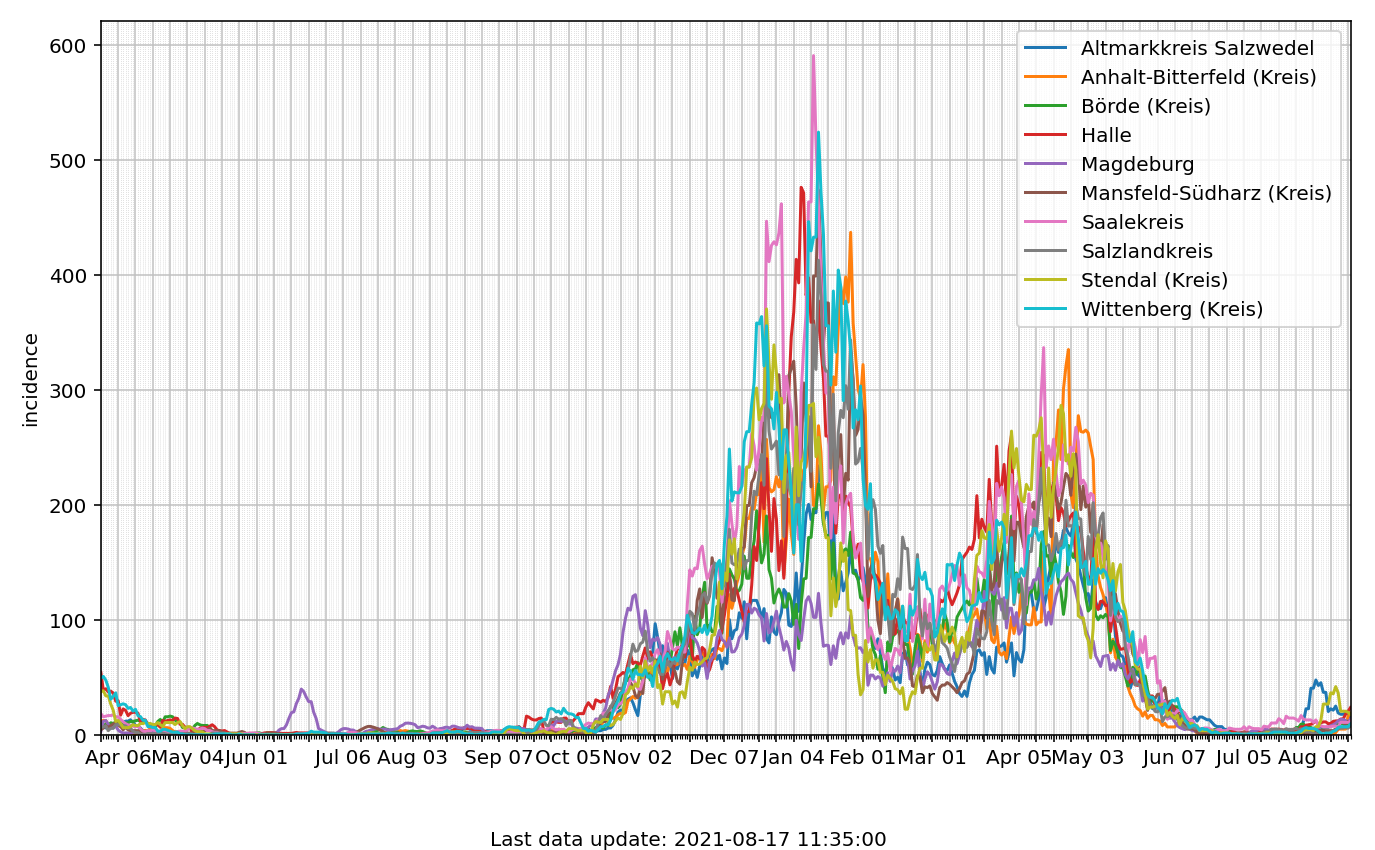 600
500
400
300
200
100
0
incidence
Altmarkkreis Salzwedel
Anhalt-Bitterfeld (Kreis)
Börde (Kreis)
Halle
Magdeburg
Mansfeld-Südharz (Kreis)
Saalekreis
Salzlandkreis
Stendal (Kreis)
Wittenberg (Kreis)
Apr 06 May 04 Jun 01 Jul 06 Aug 03 Sep 07 Oct 05 Nov 02 Dec 07 Jan 04 Feb 01 Mar 01 Apr 05 May 03 Jun 07 Jul 05 Aug 02
Last data update: 2021-08-17 11:35:00